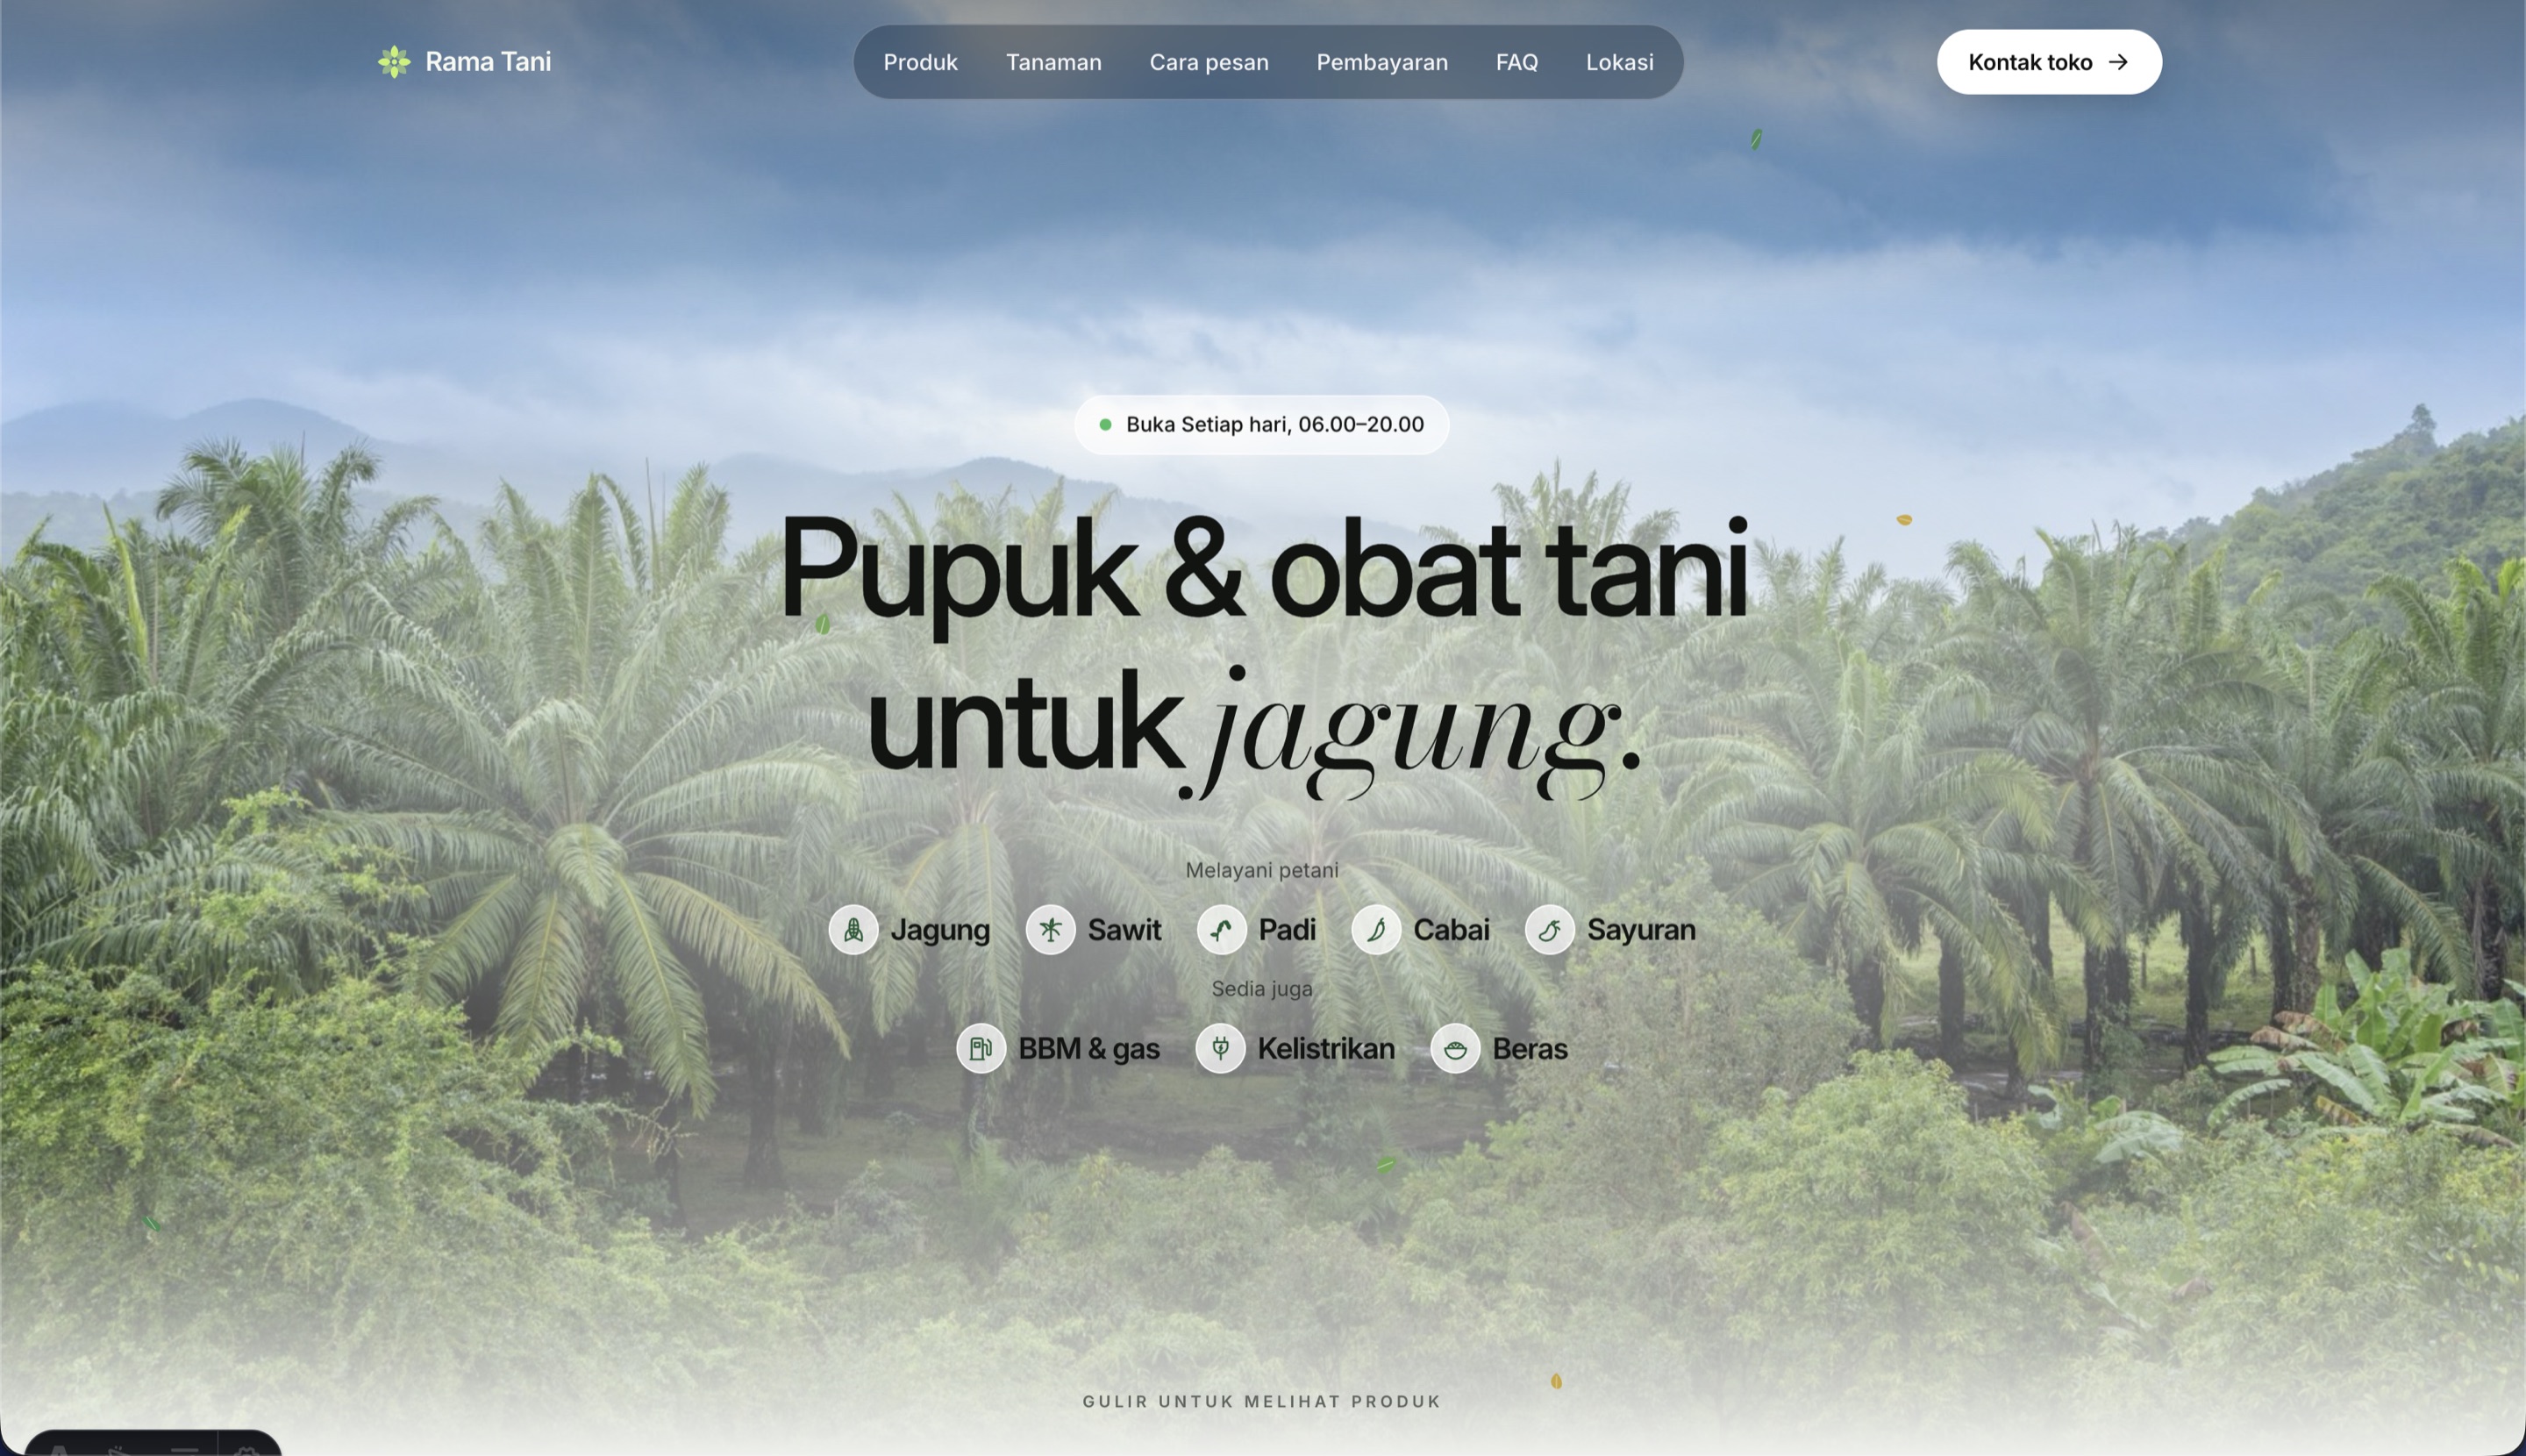 Rama Tani
Produk Tanaman Cara pesan Pembayaran FAQ Lokasi
Kontak toko →
Buka Setiap hari, 06.00–20.00
Pupuk & obat tani
untuk jagung.
Melayani petani
Jagung Sawit Padi Cabai Sayuran
Sedia juga
BBM & gas Kelistrikan Beras
GULIR UNTUK MELIHAT PRODUK